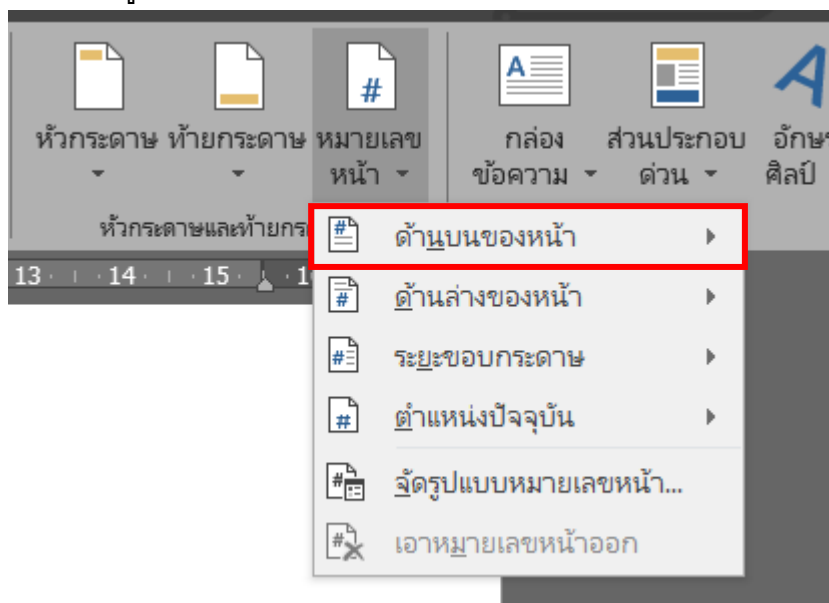 หัวกระดาษ ท้ายกระดาษ หมายเลข
หน้า
กล่อง
ข้อความ
ส่วนประกอบ
ด่วน
ศิลป์
A
#
หัวกระดาษและท้ายกร
13 14 15
ด้านบนของหน้า
ด้านล่างของหน้า
ระยะขอบกระดาษ
ตำแหน่งปัจจุบัน
จัดรูปแบบหมายเลขหน้า...
เอาหมายเลขหน้าออก